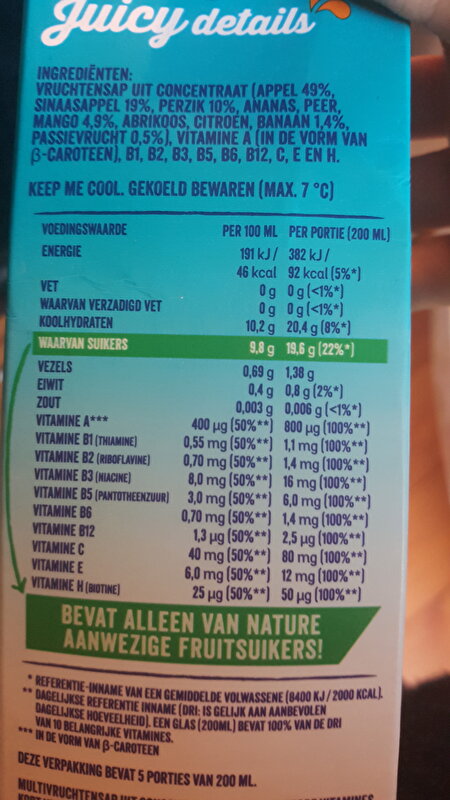 Juicy details
INGREDIËNTEN:
VRUCHTENSAP UIT CONCENTRAAT (APPEL 49%,
SINAASAPPEL 19%, PERZIK 10%, ANANAS, PEER,
MANGO 4,9%, ABRIKOOS, CITROEN, BANAAN 1,4%,
PASSIEVRUCHT 0,5%), VITAMINE A (IN DE VORM VAN
β-CAROTEEN), B1, B2, B3, B5, B6, B12, C, E EN H.
KEEP ME COOL. GEKOELD BEWAREN (MAX. 7 °C)
VOEDINGSWAARDE PER 100 ML PER PORTIE (200 ML)
ENERGIE 191 kJ/ 382 kJ/
46 kcal 92 kcal (5%*)
VET 0 g 0 g (<1%*)
WAARVAN VERZADIGD VET 0 g 0 g (<1%*)
KOOLHYDRATEN 10,2 g 20,4 g (8%*)
WAARVAN SUIKERS 9,8 g 19,6 g (22%*)
VEZELS 0,69 g 1,38 g
EIWIT 0,4 g 0,8 g (2%*)
ZOUT 0,003 g 0,006 g (<1%*)
VITAMINE A*** 400 µg (50%**) 800 µg (100%**)
VITAMINE B1 (THIAMINE) 0,55 mg (50%**) 1,1 mg (100%**)
VITAMINE B2 (RIBOFLAVINE) 0,70 mg (50%**) 1,4 mg (100%**)
VITAMINE B3 (NIACINE) 8,0 mg (50%**) 16 mg (100%**)
VITAMINE B5 (PANTOTHEENZUUR) 3,0 mg (50%**) 6,0 mg (100%**)
VITAMINE B6 0,70 mg (50%**) 1,4 mg (100%**)
VITAMINE B12 1,3 µg (50%**) 2,5 µg (100%**)
VITAMINE C 40 mg (50%**) 80 mg (100%**)
VITAMINE E 6,0 mg (50%**) 12 mg (100%**)
VITAMINE H (BIOTINE) 25 µg (50%**) 50 µg (100%**)
BEVAT ALLEEN VAN NATURE
AANWEZIGE FRUITSUIKERS!
* REFERENTIE-INNAME VAN EEN GEMIDDELDE VOLWASSENE (8400 KJ/2000 KCAL).
** DAGELIJKSE REFERENTIE INNAME (DRI: IS GELIJK AAN AANBEVOLEN
DAGELIJKSE HOEVEELHEID). EEN GLAS (200ML) BEVAT 100% VAN DE DRI
VAN 10 BELANGRIJKE VITAMINES.
*** IN DE VORM VAN β-CAROTEEN
DEZE VERPAKKING BEVAT 5 PORTIES VAN 200 ML.
MULTIVRUCHTENSAP UIT